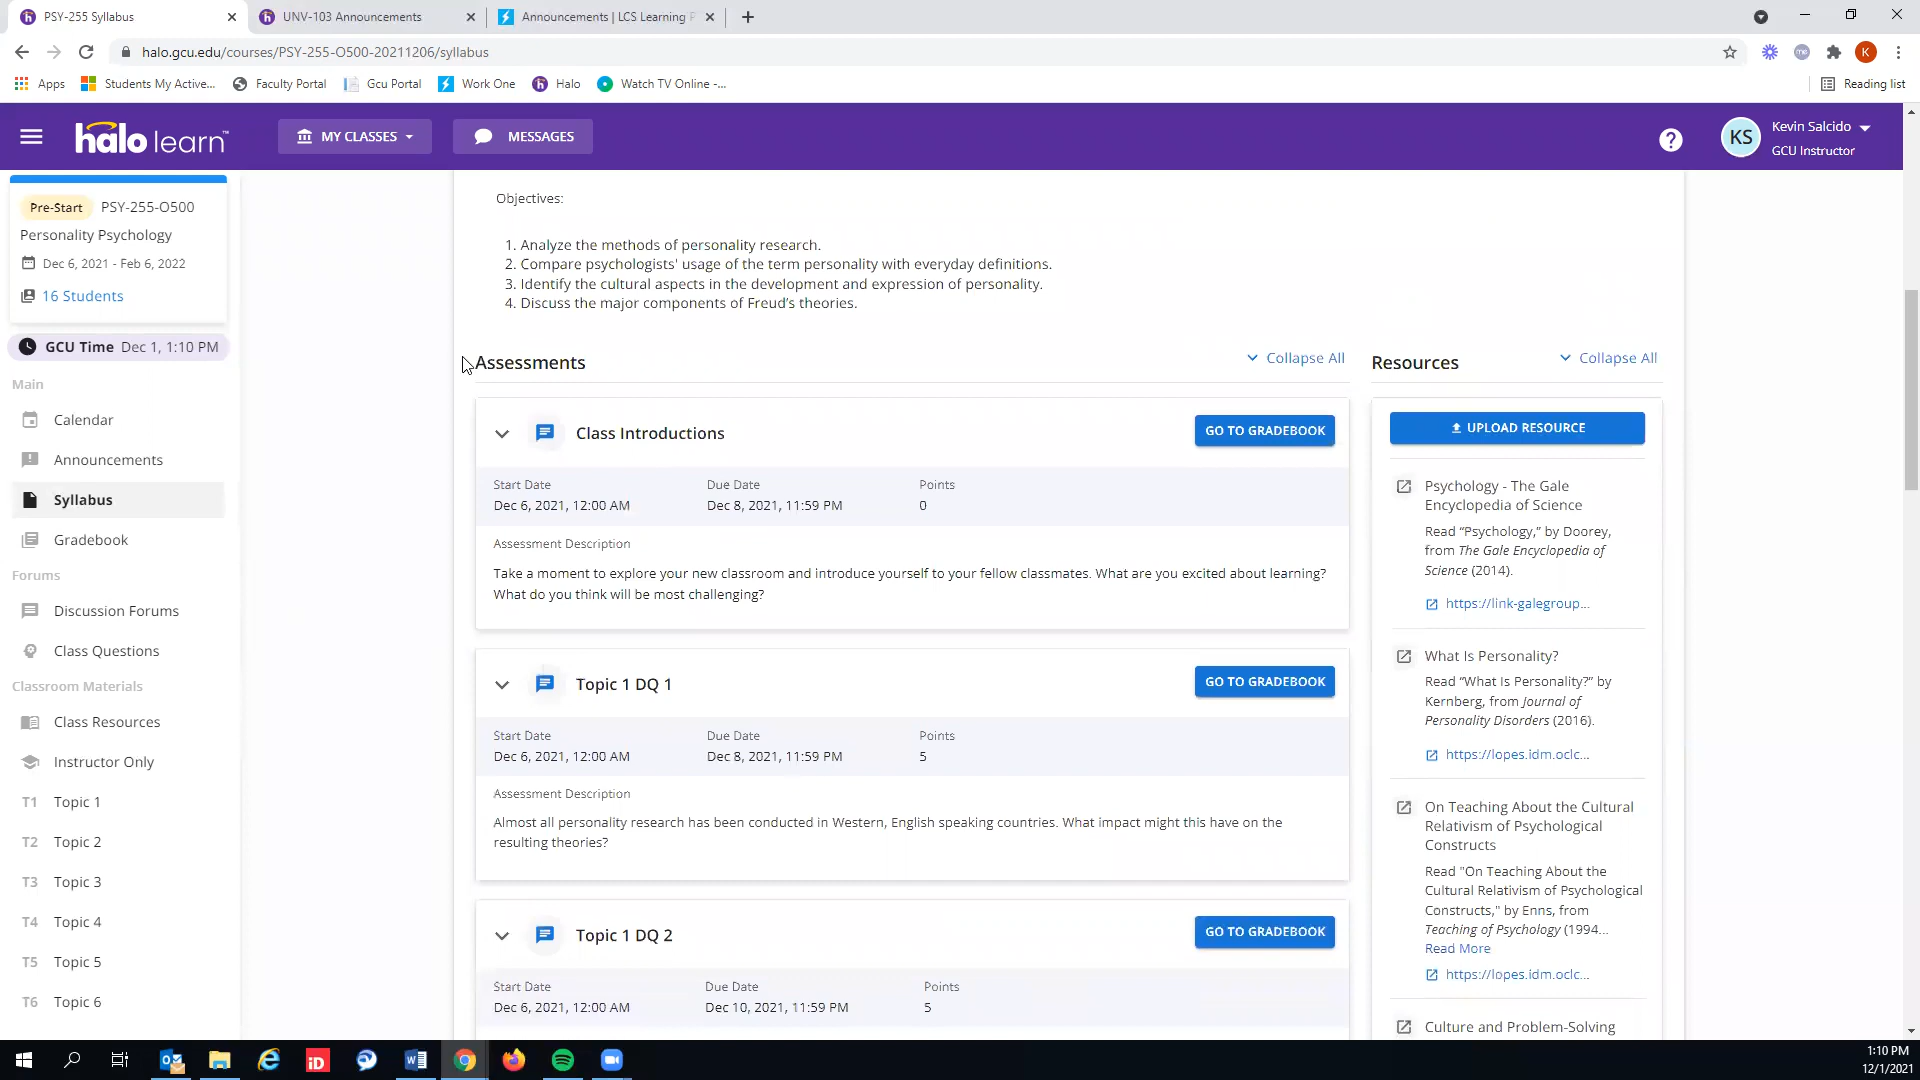 PSY-255 Syllabus
UNV-103 Announcements
Announcements | LCS Learning P
halo.gcu.edu/courses/PSY-255-O500-20211206/syllabus
K
Apps
Students My Active...
Faculty Portal
Gcu Portal
Work One
Halo
Watch TV Online -...
Reading list
halo learn™
MY CLASSES
MESSAGES
?
KS
Kevin Salcido
GCU Instructor
Pre-Start PSY-255-O500
Personality Psychology
Dec 6, 2021 - Feb 6, 2022
16 Students
GCU Time Dec 1, 1:10 PM
Main
Calendar
Announcements
Syllabus
Gradebook
Forums
Discussion Forums
Class Questions
Classroom Materials
Class Resources
Instructor Only
T1 Topic 1
T2 Topic 2
T3 Topic 3
T4 Topic 4
T5 Topic 5
T6 Topic 6
Objectives:
1. Analyze the methods of personality research.
2. Compare psychologists' usage of the term personality with everyday definitions.
3. Identify the cultural aspects in the development and expression of personality.
4. Discuss the major components of Freud's theories.
Assessments
Collapse All
Class Introductions
GO TO GRADEBOOK
Start Date Due Date Points
Dec 6, 2021, 12:00 AM Dec 8, 2021, 11:59 PM 0
Assessment Description
Take a moment to explore your new classroom and introduce yourself to your fellow classmates. What are you excited about learning?
What do you think will be most challenging?
Topic 1 DQ 1
GO TO GRADEBOOK
Start Date Due Date Points
Dec 6, 2021, 12:00 AM Dec 8, 2021, 11:59 PM 5
Assessment Description
Almost all personality research has been conducted in Western, English speaking countries. What impact might this have on the
resulting theories?
Topic 1 DQ 2
GO TO GRADEBOOK
Start Date Due Date Points
Dec 6, 2021, 12:00 AM Dec 10, 2021, 11:59 PM 5
Resources
Collapse All
UPLOAD RESOURCE
Psychology - The Gale
Encyclopedia of Science
Read “Psychology,” by Doorey,
from The Gale Encyclopedia of
Science (2014).
https://link-galegroup...
What Is Personality?
Read “What Is Personality?” by
Kernberg, from Journal of
Personality Disorders (2016).
https://lopes.idm.oclc...
On Teaching About the Cultural
Relativism of Psychological
Constructs
Read "On Teaching About the
Cultural Relativism of Psychological
Constructs," by Enns, from
Teaching of Psychology (1994...
Read More
https://lopes.idm.oclc...
Culture and Problem-Solving
1:10 PM
12/1/2021